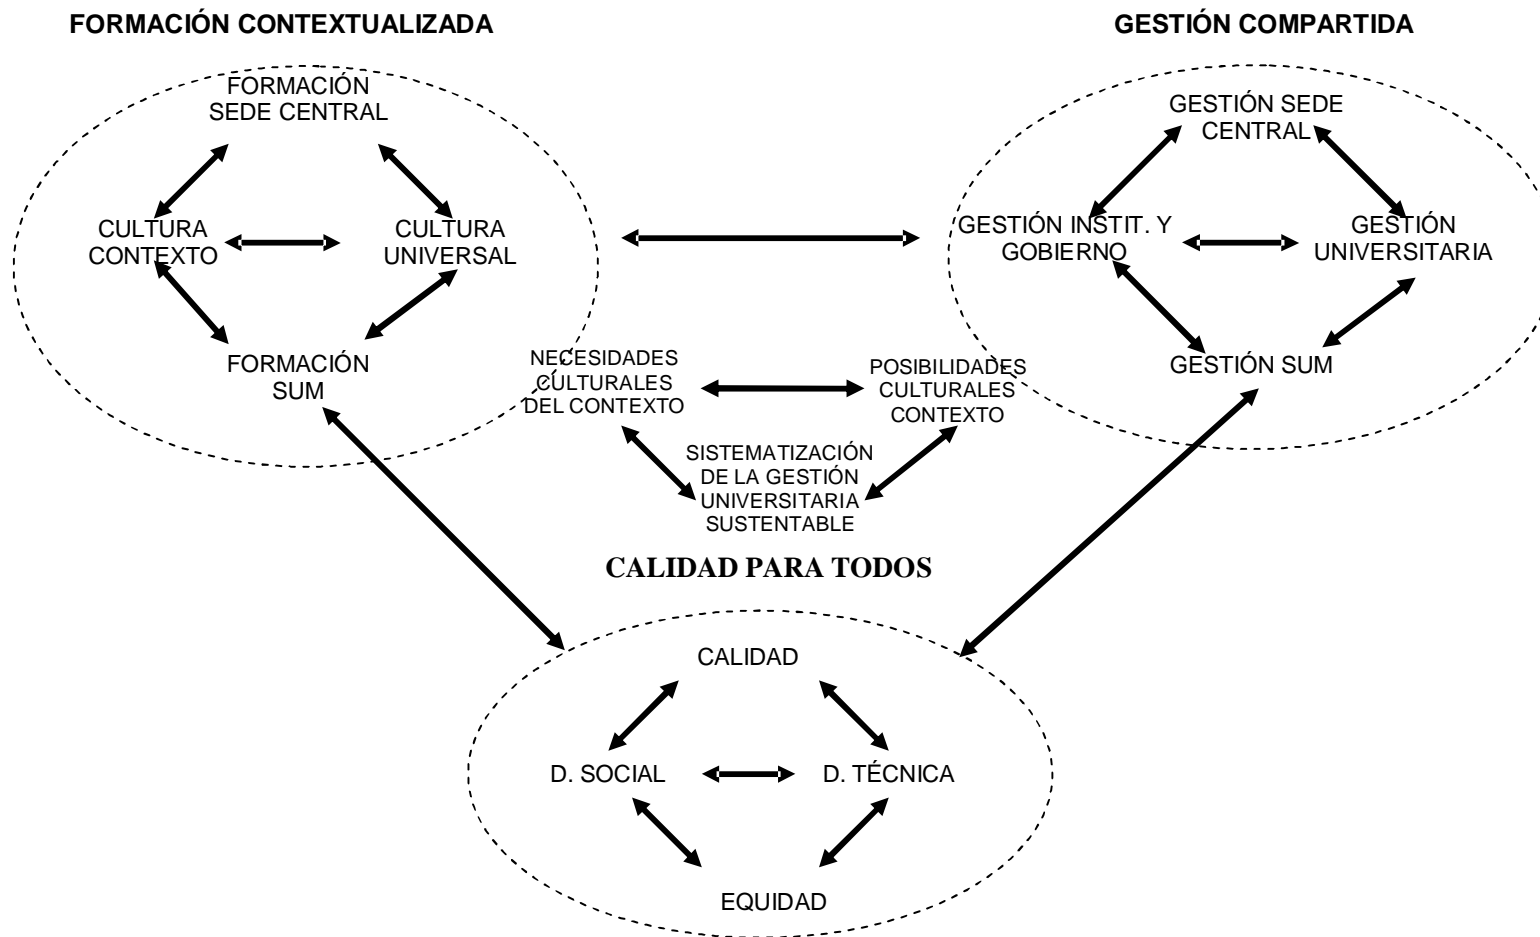 FORMACIÓN CONTEXTUALIZADA
GESTIÓN COMPARTIDA
FORMACIÓN
SEDE CENTRAL
CULTURA
CONTEXTO
CULTURA
UNIVERSAL
FORMACIÓN
SUM
GESTIÓN SEDE
CENTRAL
GESTIÓN INSTIT. Y
GOBIERNO
GESTIÓN
UNIVERSITARIA
GESTIÓN SUM
NECESIDADES
CULTURALES
DEL CONTEXTO
POSIBILIDADES
CULTURALES
CONTEXTO
SISTEMATIZACIÓN
DE LA GESTIÓN
UNIVERSITARIA
SUSTENTABLE
CALIDAD PARA TODOS
CALIDAD
D. SOCIAL
D. TÉCNICA
EQUIDAD